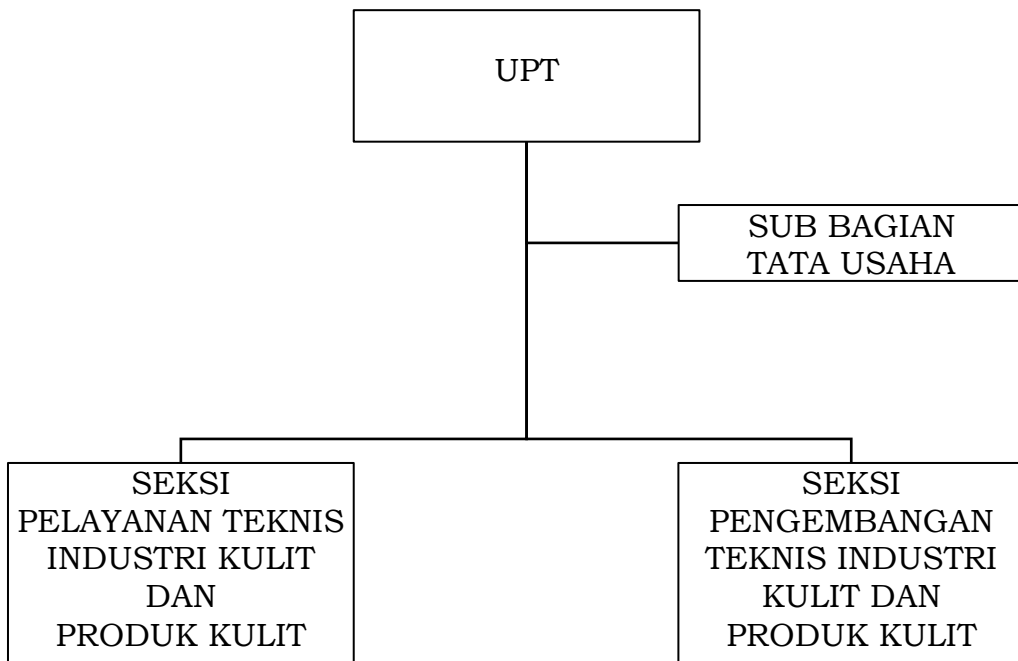 UPT
SUB BAGIAN
TATA USAHA
SEKSI
PELAYANAN TEKNIS
INDUSTRI KULIT
DAN
PRODUK KULIT
SEKSI
PENGEMBANGAN
TEKNIS INDUSTRI
KULIT DAN
PRODUK KULIT